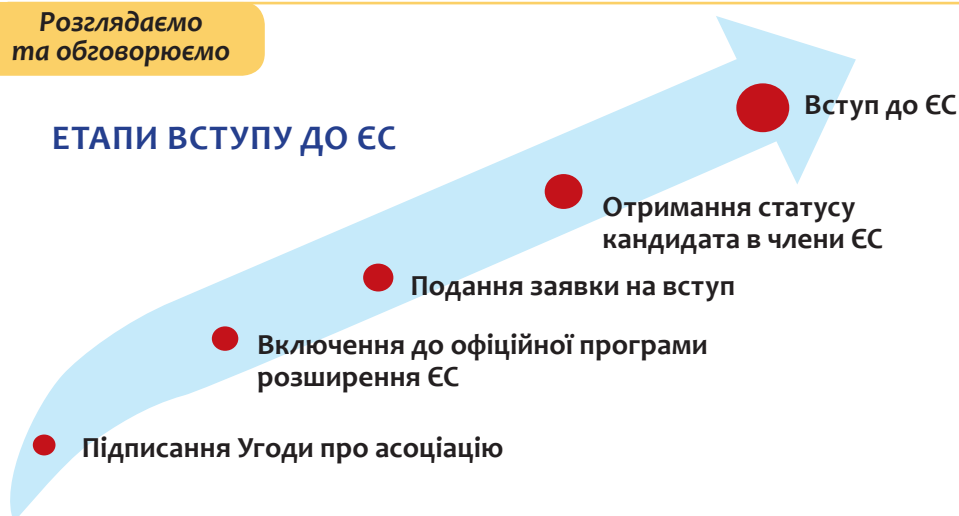 Розглядаємо
та обговорюємо
ЕТАПИ ВСТУПУ ДО ЄС
Вступ до ЄС
Отримання статусу
кандидата в члени ЄС
Подання заявки на вступ
Включення до офіційної програми
розширення ЄС
Підписання Угоди про асоціацію